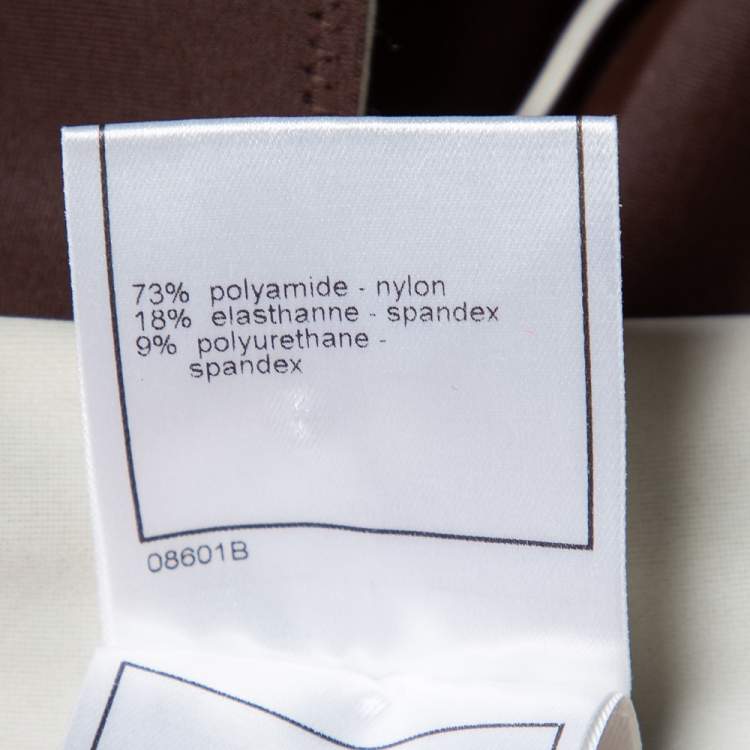 73% polyamide - nylon
18% elasthanne - spandex
9% polyurethane -
spandex
08601B